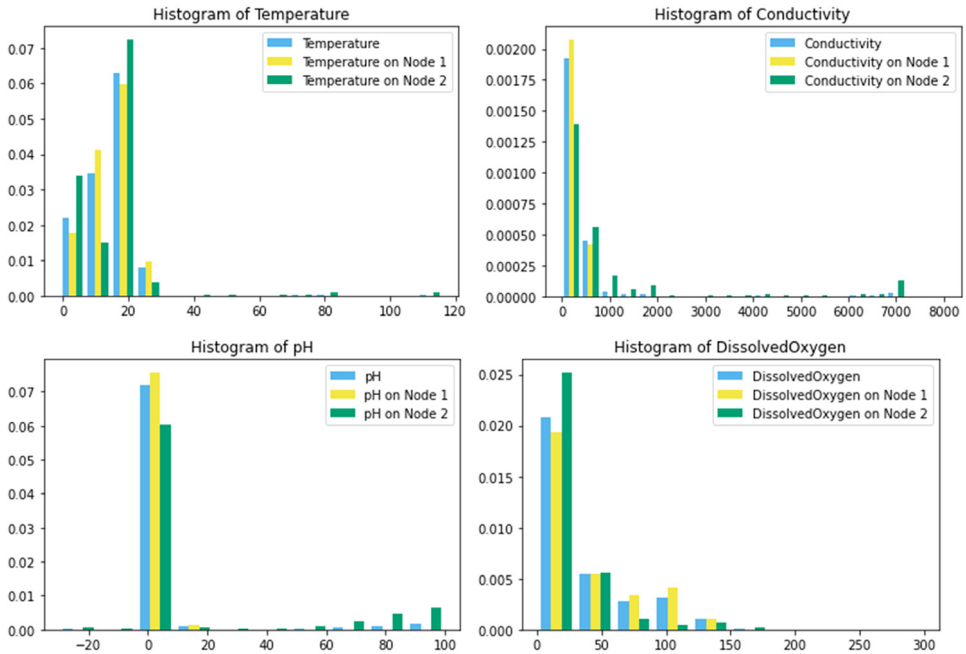 Histogram of Temperature
0.07
0.06
0.05
0.04
0.03
0.02
0.01
0.00
0 20 40 60 80 100 120
Temperature
Temperature on Node 1
Temperature on Node 2
Histogram of Conductivity
0.00200
0.00175
0.00150
0.00125
0.00100
0.00075
0.00050
0.00025
0.00000
0 1000 2000 3000 4000 5000 6000 7000 8000
Conductivity
Conductivity on Node 1
Conductivity on Node 2
Histogram of pH
0.07
0.06
0.05
0.04
0.03
0.02
0.01
0.00
−20 0 20 40 60 80 100
pH
pH on Node 1
pH on Node 2
Histogram of DissolvedOxygen
0.025
0.020
0.015
0.010
0.005
0.000
0 50 100 150 200 250 300
DissolvedOxygen
DissolvedOxygen on Node 1
DissolvedOxygen on Node 2